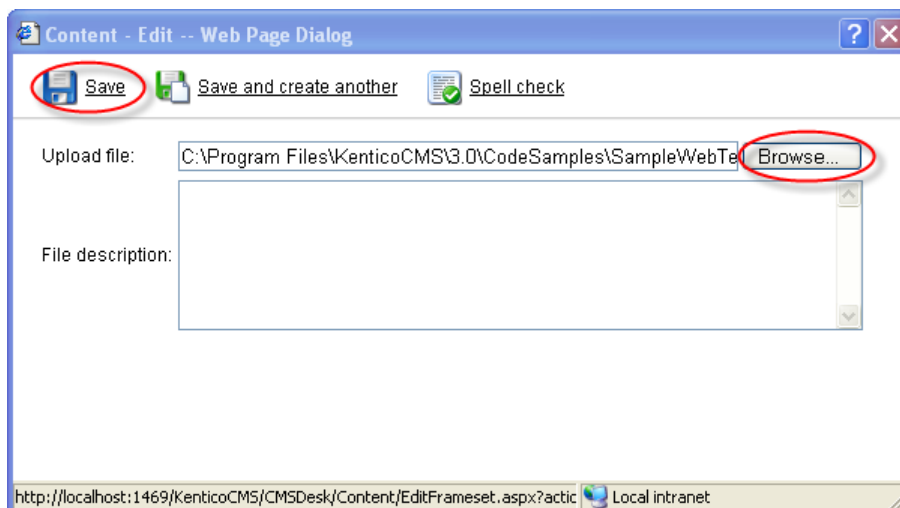 Content - Edit -- Web Page Dialog
Save Save and create another Spell check
Upload file: C:\Program Files\KenticoCMS\3.0\CodeSamples\SampleWebTe Browse...
File description:
http://localhost:1469/KenticoCMS/CMSDesk/Content/EditFrameset.aspx?actic Local intranet